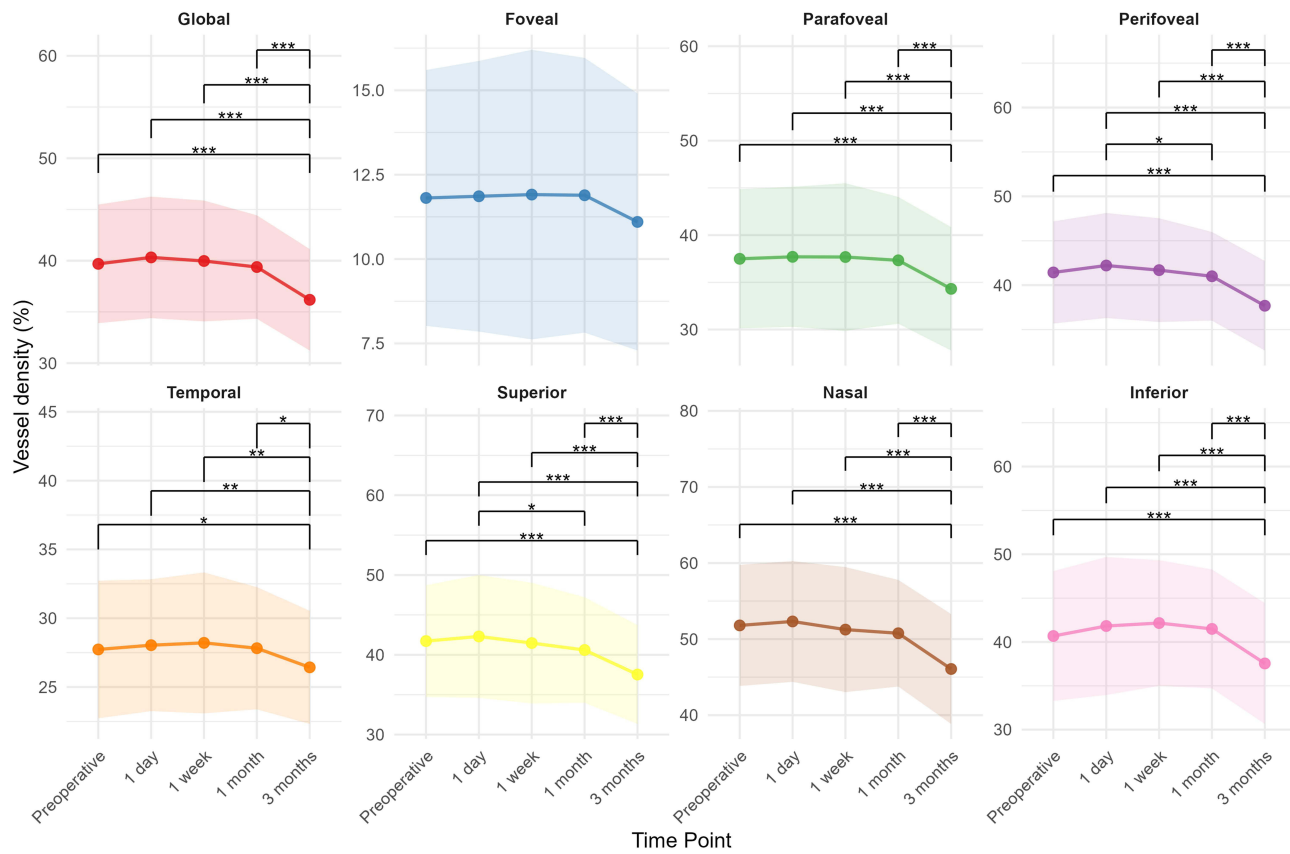 Global
Foveal
Parafoveal
Perifoveal
60
50
40
30
***
***
***
***
15.0
12.5
10.0
7.5
60
50
40
30
***
***
***
***
60
50
40
***
***
***
*
***
Vessel density (%)
Temporal
Superior
Nasal
Inferior
45
40
35
30
25
*
**
**
*
70
60
50
40
30
***
***
***
*
***
80
70
60
50
40
***
***
***
***
60
50
40
30
***
***
***
***
Preoperative
1 day
1 week
1 month
3 months
Preoperative
1 day
1 week
1 month
3 months
Preoperative
1 day
1 week
1 month
3 months
Preoperative
1 day
1 week
1 month
3 months
Time Point